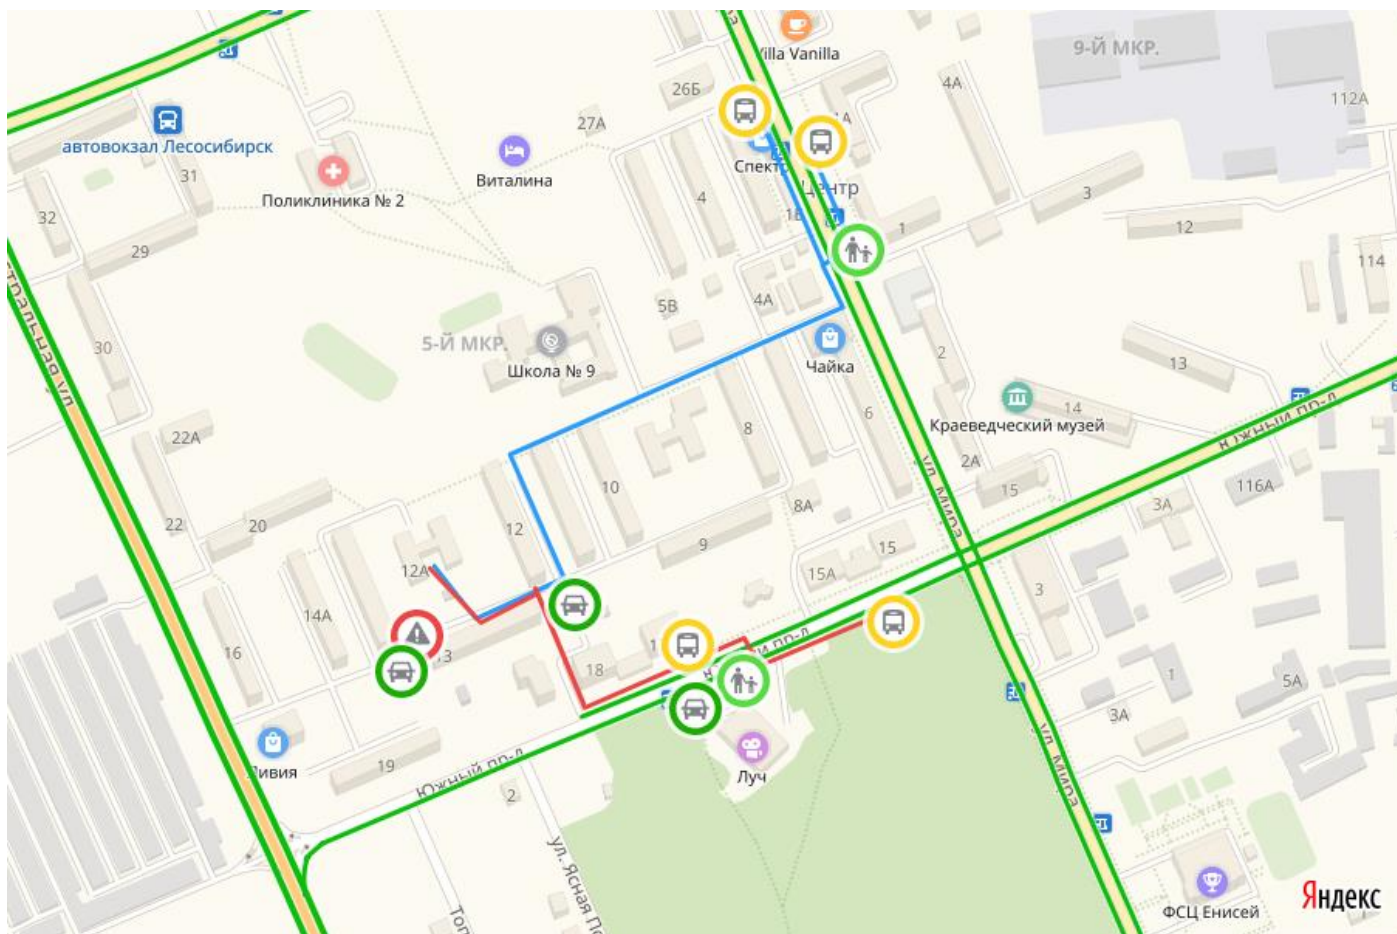 Villa Vanilla
9-Й МКР.
4А
26Б
112А
27А
автовокзал Лесосибирск
31
Поликлиника № 2
Виталина
Спектр
Центр
4
3
32
1
12
29
114
5В
4А
30
5-Й МКР.
Школа № 9
Чайка
2
13
14
6
8
Краеведческий музей
Южный пр-д
22А
2А
10
116А
15
ул. Мира
22
20
12
8А
3А
9
15
15А
12А
14А
3
16
13
18
1
5А
3А
ул. Мира
Ливия
19
Южный пр-д
2
Луч
ул. Ясная По
Топ
ФСЦ Енисей
Яндекс